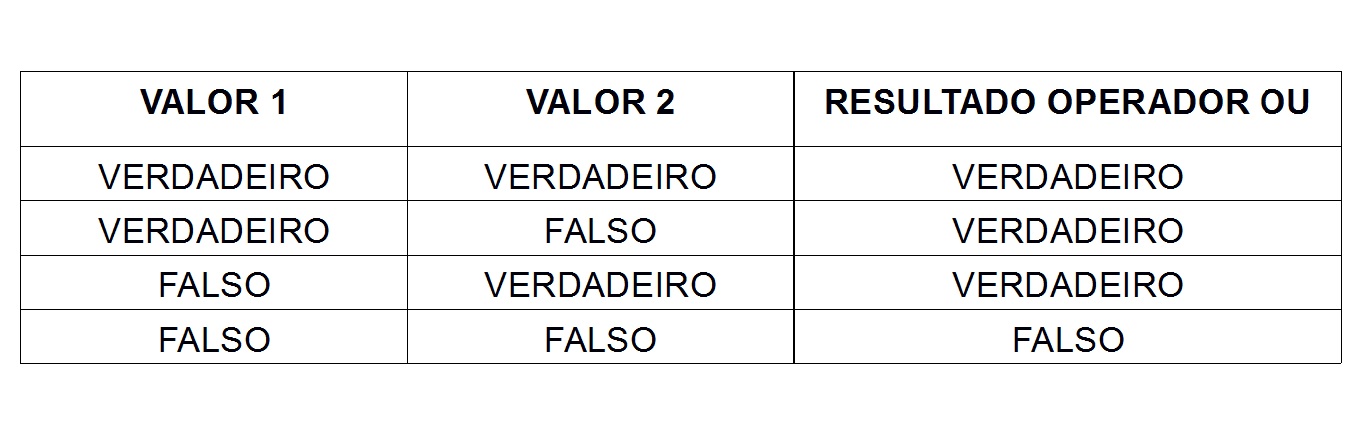 VALOR 1 VALOR 2 RESULTADO OPERADOR OU
VERDADEIRO VERDADEIRO VERDADEIRO
VERDADEIRO FALSO VERDADEIRO
FALSO VERDADEIRO VERDADEIRO
FALSO FALSO FALSO